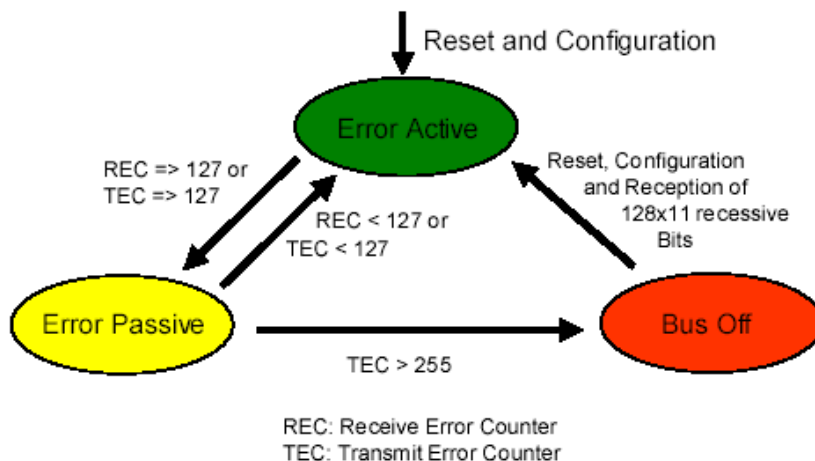 Reset and Configuration
Error Active
REC => 127 or
TEC => 127
REC < 127 or
TEC < 127
Reset, Configuration
and Reception of
128x11 recessive
Bits
Error Passive
Bus Off
TEC > 255
REC: Receive Error Counter
TEC: Transmit Error Counter